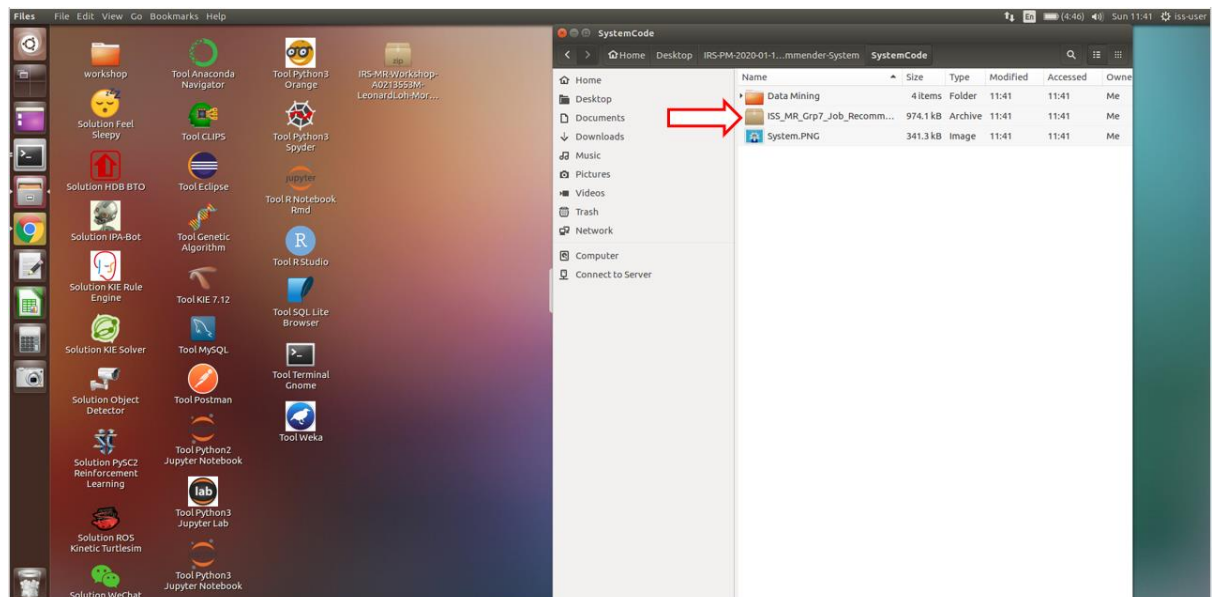 Files File Edit View Go Bookmarks Help
En (4:46) Sun 11:41 iss-user
workshop
Solution Feel
Sleepy
Solution HDB BTO
Solution IPA-Bot
Solution KIE Rule
Engine
Solution KIE Solver
Solution Object
Detector
Solution PySC2
Reinforcement
Learning
Solution ROS
Kinetic Turtlesim
Solution WeChat
Tool Anaconda
Navigator
Tool CLIPS
Tool Eclipse
Tool Genetic
Algorithm
Tool KIE 7.12
Tool MySQL
Tool Postman
Tool Python2
Jupyter Notebook
lab
Tool Python3
Jupyter Lab
Tool Python3
Jupyter Notebook
Tool Python3
Orange
Tool Python3
Spyder
jupyter
Tool R Notebook
Rmd
R
Tool R Studio
Tool SQL Lite
Browser
Tool Terminal
Gnome
Tool Weka
zip
IRS-MR-Workshop-
A0213553M-
LeonardLoh-Mor...
SystemCode
Home Desktop IRS-PM-2020-01-1...mmender-System SystemCode
Home
Desktop
Documents
Downloads
Music
Pictures
Videos
Trash
Network
Computer
Connect to Server
Name Size Type Modified Accessed Owne
Data Mining 4 items Folder 11:41 11:41 Me
ISS_MR_Grp7_Job_Recomm... 974.1 kB Archive 11:41 11:41 Me
System.PNG 341.3 kB Image 11:41 11:41 Me